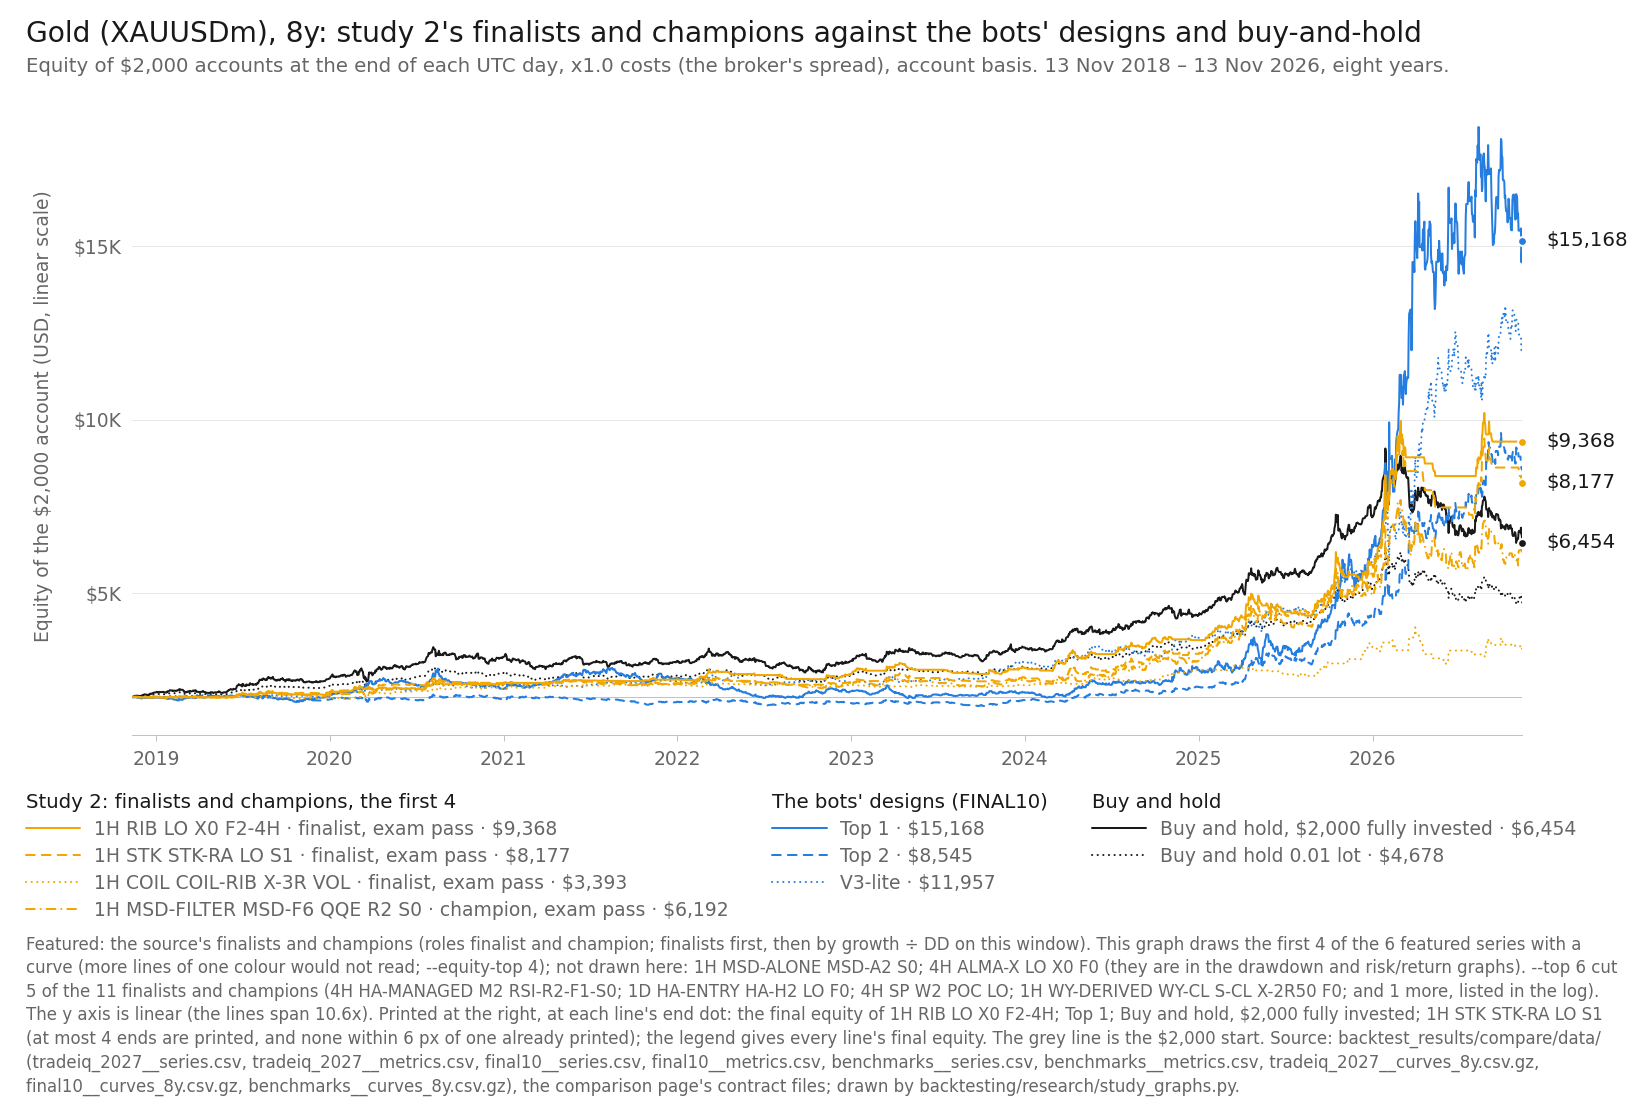 Gold (XAUUSDm), 8y: study 2's finalists and champions against the bots' designs and buy-and-hold
Equity of $2,000 accounts at the end of each UTC day, x1.0 costs (the broker's spread), account basis. 13 Nov 2018 – 13 Nov 2026, eight years.
Equity of the $2,000 account (USD, linear scale)
$15K
$10K
$5K
$15,168
$9,368
$8,177
$6,454
2019 2020 2021 2022 2023 2024 2025 2026
Study 2: finalists and champions, the first 4
1H RIB LO X0 F2-4H · finalist, exam pass · $9,368
1H STK STK-RA LO S1 · finalist, exam pass · $8,177
1H COIL COIL-RIB X-3R VOL · finalist, exam pass · $3,393
1H MSD-FILTER MSD-F6 QQE R2 S0 · champion, exam pass · $6,192
The bots' designs (FINAL10)
Top 1 · $15,168
Top 2 · $8,545
V3-lite · $11,957
Buy and hold
Buy and hold, $2,000 fully invested · $6,454
Buy and hold 0.01 lot · $4,678
Featured: the source's finalists and champions (roles finalist and champion; finalists first, then by growth ÷ DD on this window). This graph draws the first 4 of the 6 featured series with a
curve (more lines of one colour would not read; --equity-top 4); not drawn here: 1H MSD-ALONE MSD-A2 S0; 4H ALMA-X LO X0 F0 (they are in the drawdown and risk/return graphs). --top 6 cut
5 of the 11 finalists and champions (4H HA-MANAGED M2 RSI-R2-F1-S0; 1D HA-ENTRY HA-H2 LO F0; 4H SP W2 POC LO; 1H WY-DERIVED WY-CL S-CL X-2R50 F0; and 1 more, listed in the log).
The y axis is linear (the lines span 10.6x). Printed at the right, at each line's end dot: the final equity of 1H RIB LO X0 F2-4H; Top 1; Buy and hold, $2,000 fully invested; 1H STK STK-RA LO S1
(at most 4 ends are printed, and none within 6 px of one already printed); the legend gives every line's final equity. The grey line is the $2,000 start. Source: backtest_results/compare/data/
(tradeiq_2027__series.csv, tradeiq_2027__metrics.csv, final10__series.csv, final10__metrics.csv, benchmarks__series.csv, benchmarks__metrics.csv, tradeiq_2027__curves_8y.csv.gz,
final10__curves_8y.csv.gz, benchmarks__curves_8y.csv.gz), the comparison page's contract files; drawn by backtesting/research/study_graphs.py.